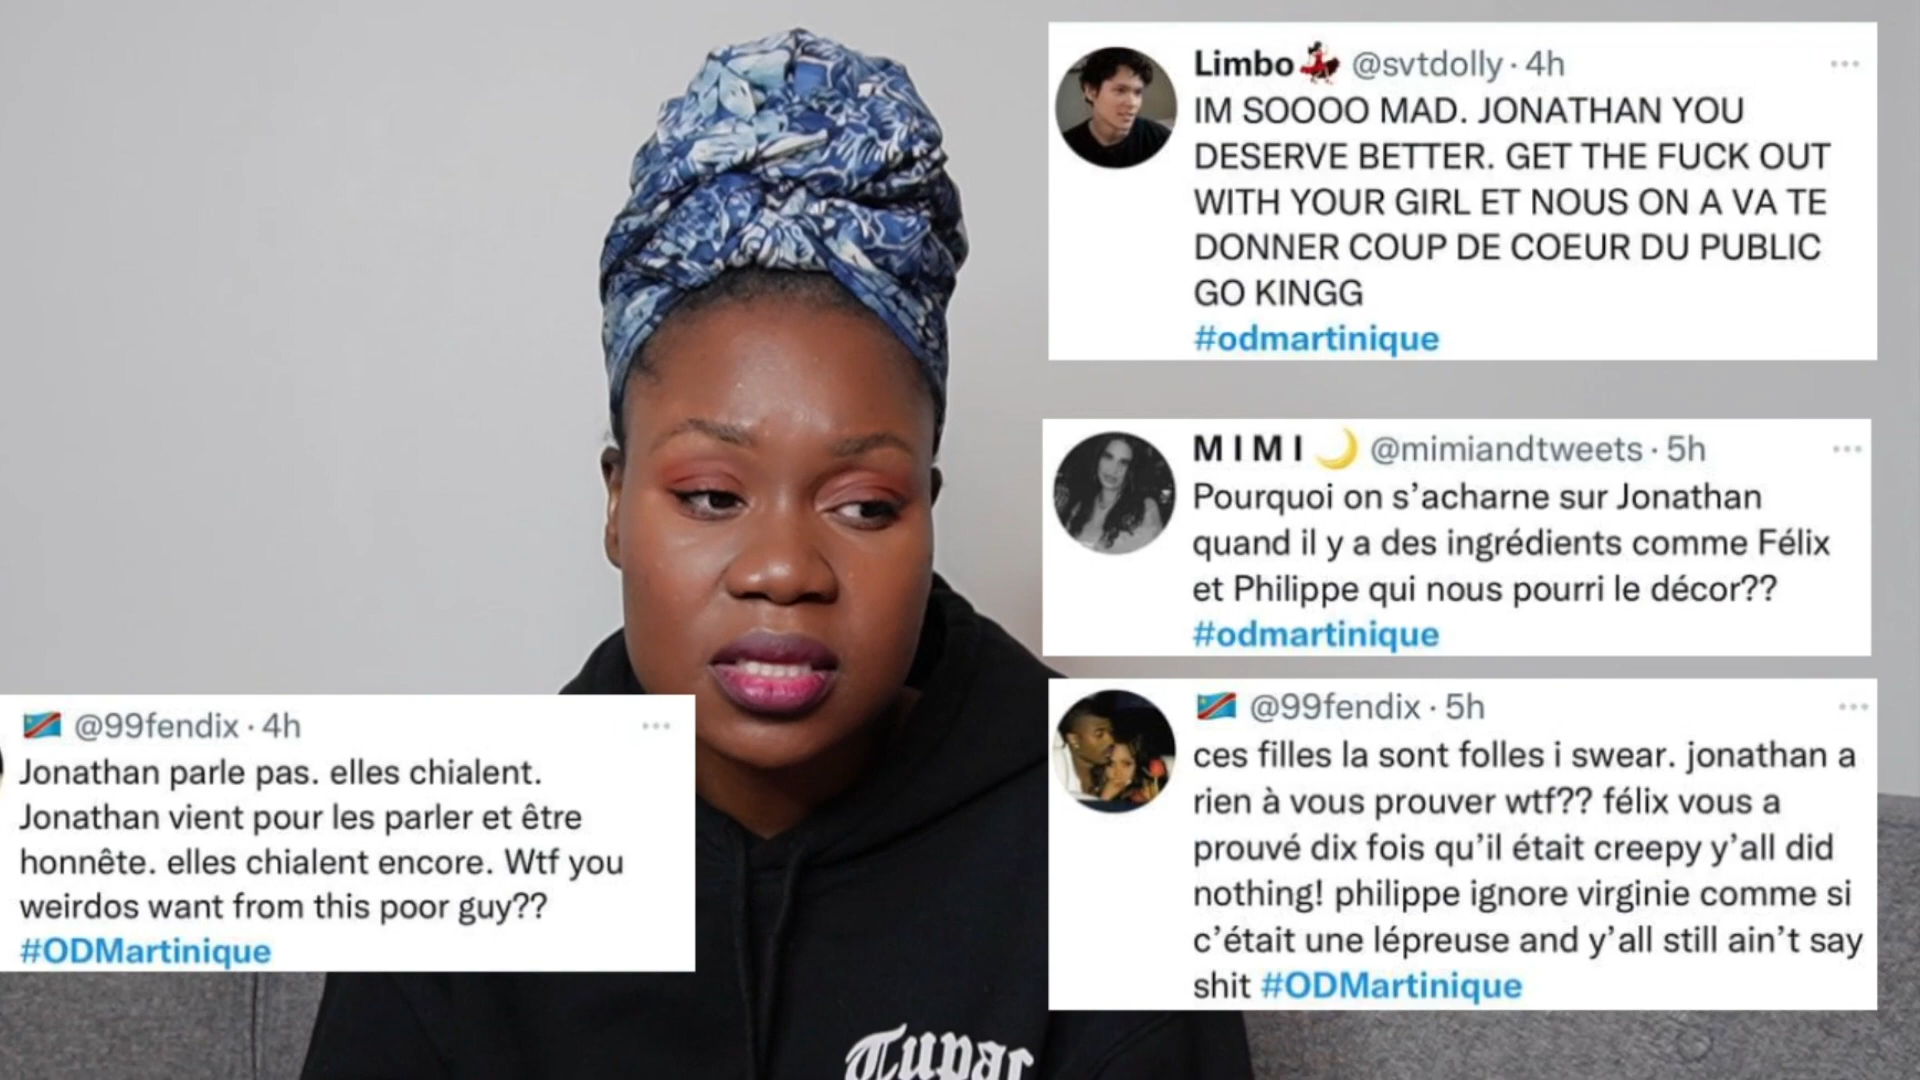 Limbo💃 @svtdolly · 4h
IM SOOOO MAD. JONATHAN YOU
DESERVE BETTER. GET THE FUCK OUT
WITH YOUR GIRL ET NOUS ON A VA TE
DONNER COUP DE COEUR DU PUBLIC
GO KINGG
#odmartinique
M I M I 🌙 @mimiandtweets · 5h
Pourquoi on s’acharne sur Jonathan
quand il y a des ingrédients comme Félix
et Philippe qui nous pourri le décor??
#odmartinique
🇨🇩 @99fendix · 4h
Jonathan parle pas. elles chialent.
Jonathan vient pour les parler et être
honnête. elles chialent encore. Wtf you
weirdos want from this poor guy??
#ODMartinique
🇨🇩 @99fendix · 5h
ces filles la sont folles i swear. jonathan a
rien à vous prouver wtf?? félix vous a
prouvé dix fois qu’il était creepy y’all did
nothing! philippe ignore virginie comme si
c’était une lépreuse and y’all still ain’t say
shit #ODMartinique
Tupac